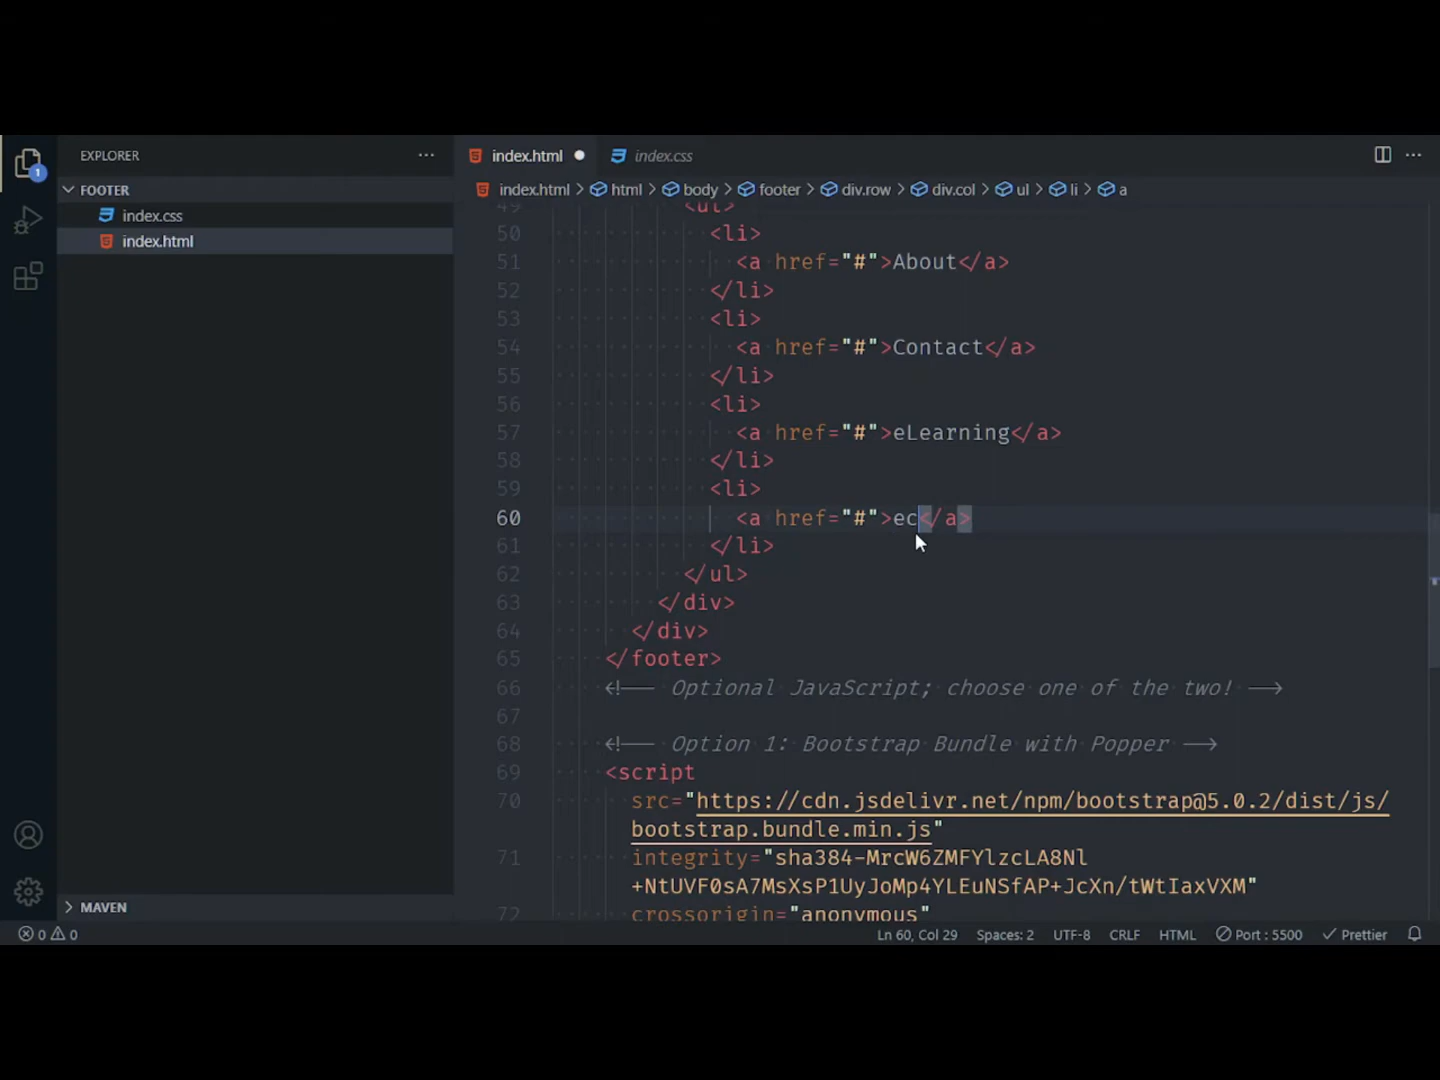 EXPLORER
index.html
index.css
FOOTER
index.html > html > body > footer > div.row > div.col > ul > li > a
1
index.css
index.html
49 <ul>
50 <li>
51 <a href="#">About</a>
52 </li>
53 <li>
54 <a href="#">Contact</a>
55 </li>
56 <li>
57 <a href="#">eLearning</a>
58 </li>
59 <li>
60 <a href="#">ec</a>
61 </li>
62 </ul>
63 </div>
64 </div>
65 </footer>
66 <!-- Optional JavaScript; choose one of the two! -->
67
68 <!-- Option 1: Bootstrap Bundle with Popper -->
69 <script
70 src="https://cdn.jsdelivr.net/npm/bootstrap@5.0.2/dist/js/
bootstrap.bundle.min.js"
71 integrity="sha384-MrcW6ZMFYlzcLA8Nl
+NtUVF0sA7MsXsP1UyJoMp4YLEuNSfAP+JcXn/tWtIaxVXM"
72 crossorigin="anonymous"
MAVEN
0 0
Ln 60, Col 29
Spaces: 2
UTF-8
CRLF
HTML
Port : 5500
Prettier